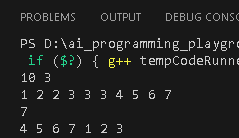 PROBLEMS OUTPUT DEBUG CONSO
PS D:\ai_programming_playgro
if ($?) { g++ tempCodeRunne
10 3
1 2 2 3 3 3 4 5 6 7
7
4 5 6 7 1 2 3